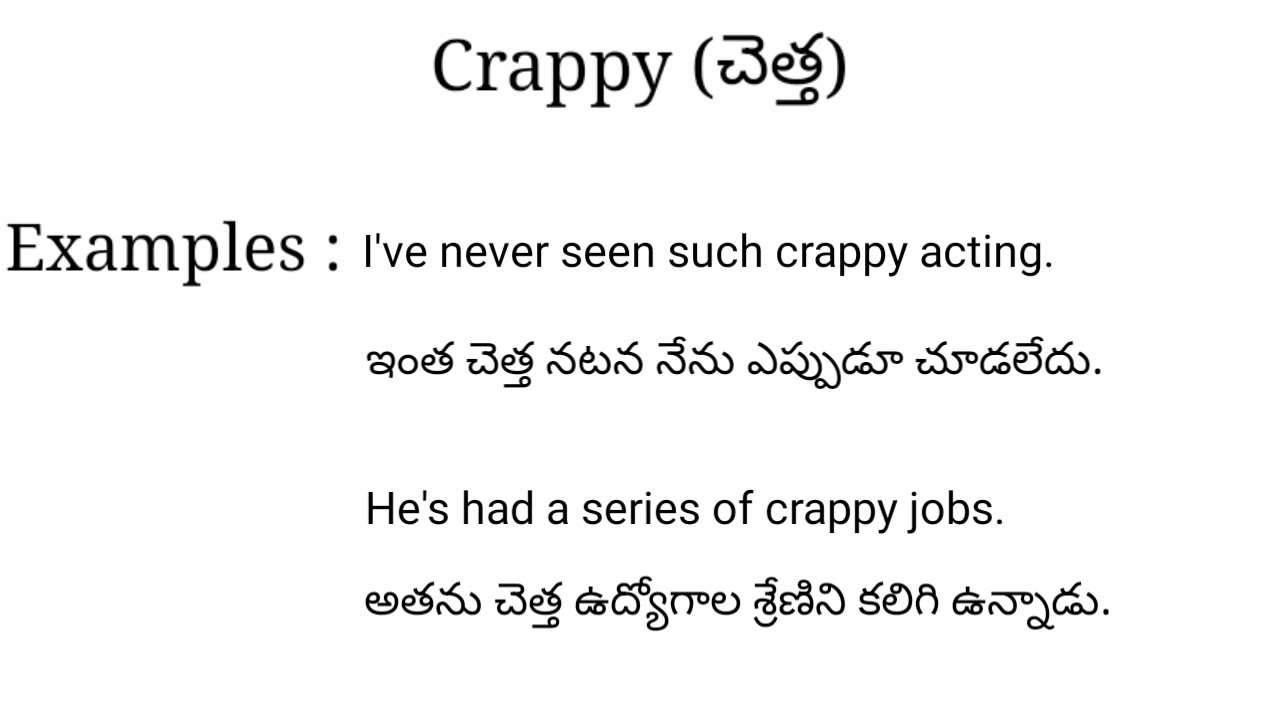 Crappy (చెత్త)
Examples : I've never seen such crappy acting.
ఇంత చెత్త నటన నేను ఎప్పుడూ చూడలేదు.
He's had a series of crappy jobs.
అతను చెత్త ఉద్యోగాల శ్రేణిని కలిగి ఉన్నాడు.